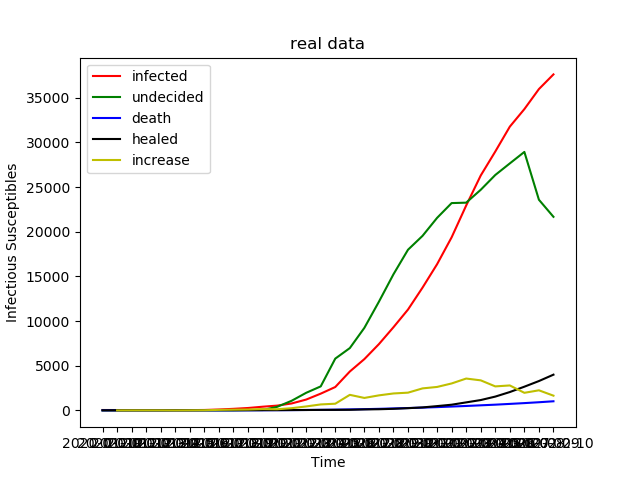 real data
infected
undecided
death
healed
increase
35000
30000
25000
20000
15000
10000
5000
0
Infectious Susceptibles
Time